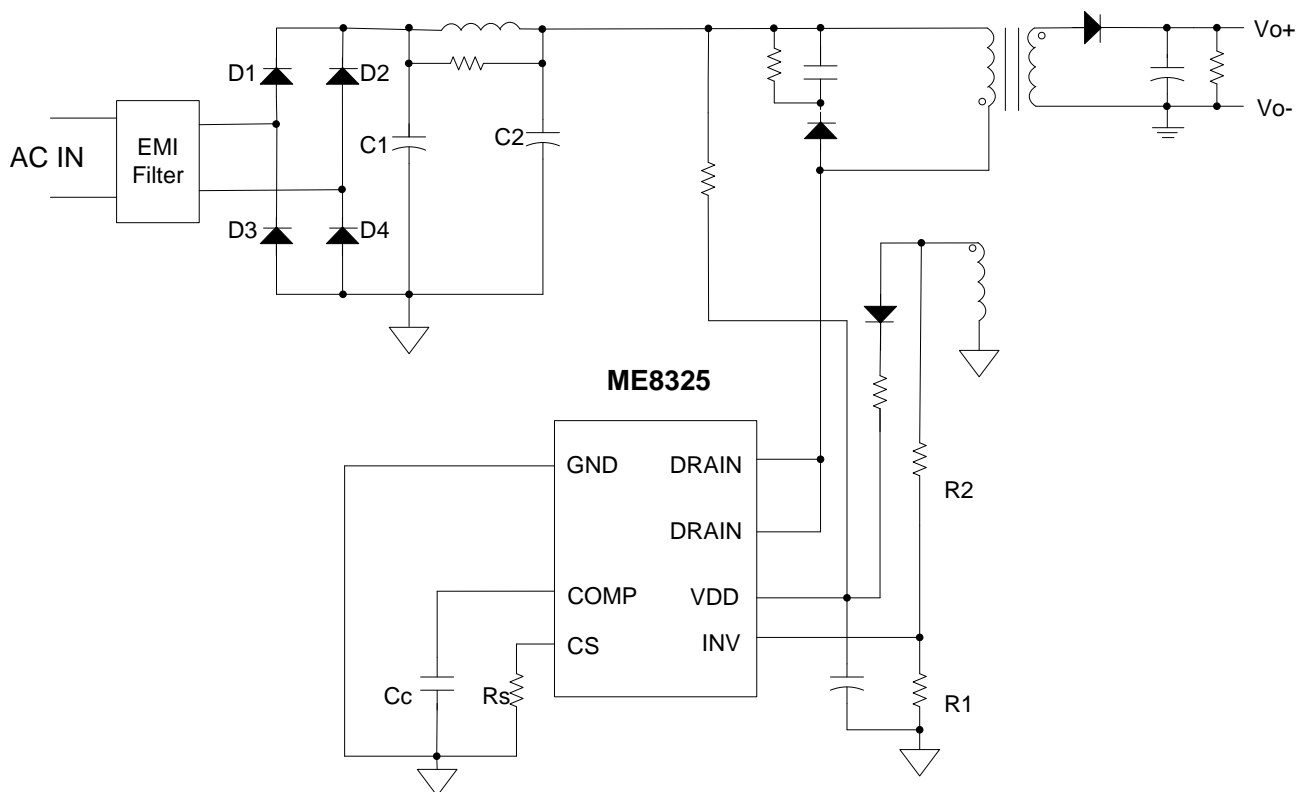 Vo+
D1
D2
AC IN
EMI
Filter
C1
C2
Vo-
D3
D4
ME8325
GND
DRAIN
R2
DRAIN
COMP
VDD
CS
INV
Cc
Rs
R1